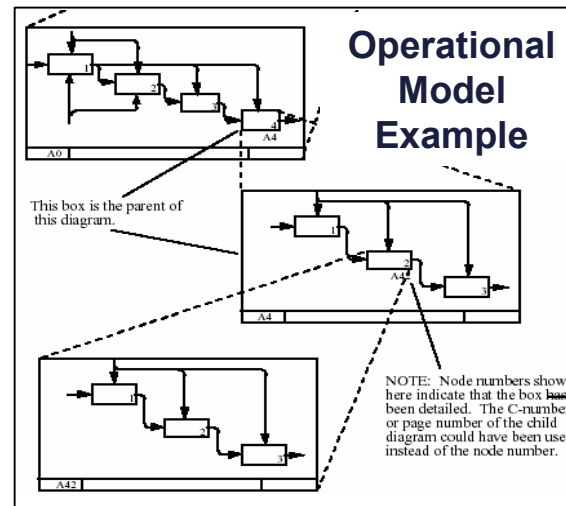 Operational
Model
Example
1
2
3
4
A4
A0
This box is the parent of
this diagram.
1
2
3
A42
A4
NOTE: Node numbers show
here indicate that the box has
been detailed. The C-number
or page number of the child
diagram could have been use
instead of the node number.
1
2
3
A42